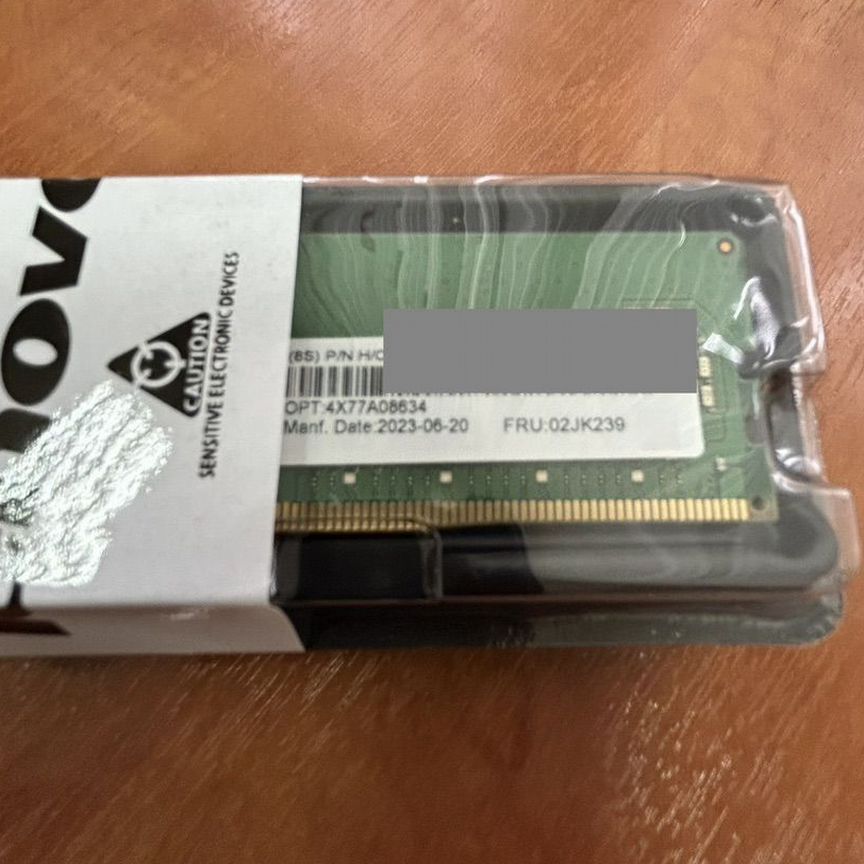 novo
CAUTION
SENSITIVE ELECTRONIC DEVICES
(8S) P/N H/C
OPT:4X77A08634
Manf. Date:2023-06-20 FRU:02JK239